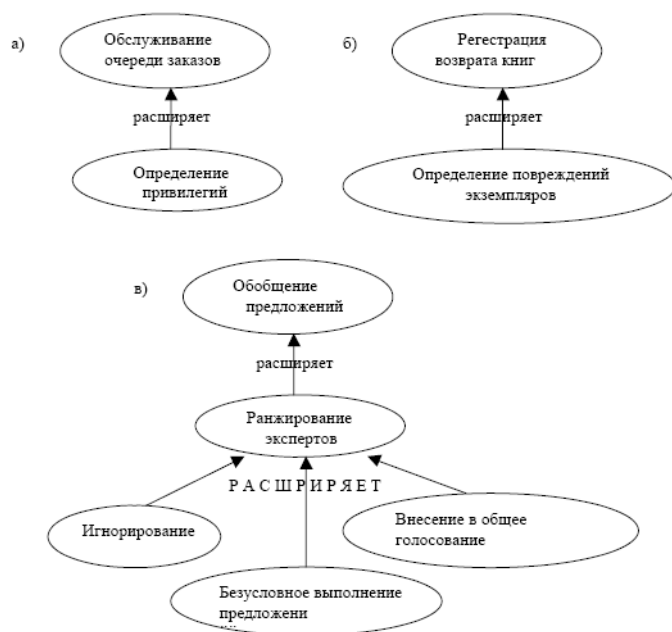 а)
Обслуживание
очереди заказов
расширяет
Определение
привилегий
б)
Регестрация
возврата книг
расширяет
Определение повреждений
экземпляров
в)
Обобщение
предложений
расширяет
Ранжирование
экспертов
Р А С Ш Р И Р Я Е Т
Игнорирование
Внесение в общее
голосование
Безусловное выполнение
предложени